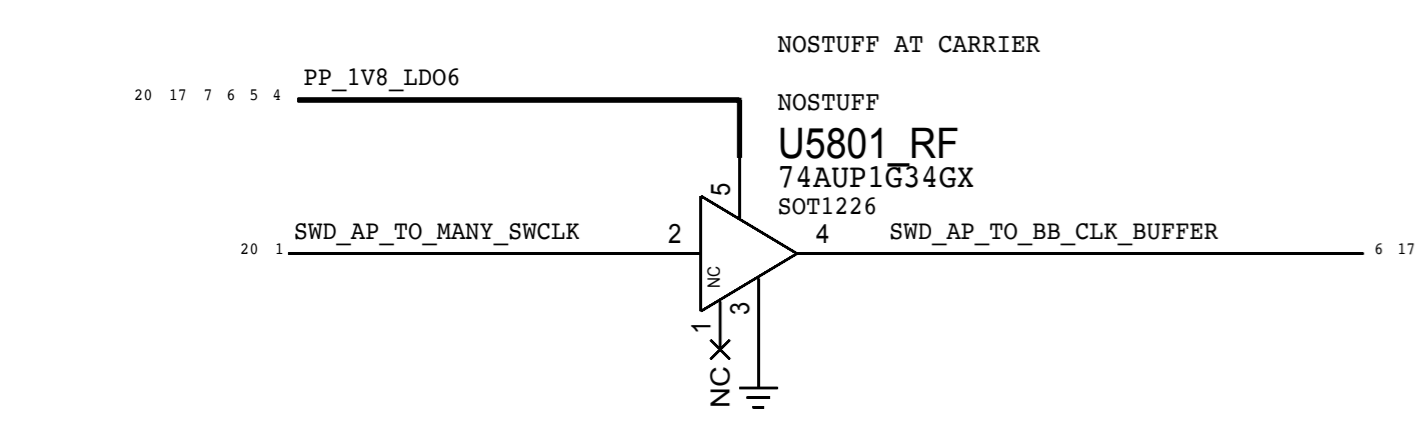 NOSTUFF AT CARRIER
PP_1V8_LDO6
20 17 7 6 5 4
NOSTUFF
U5801_RF
74AUP1G34GX
SOT1226
5
SWD_AP_TO_MANY_SWCLK
20 1
2
4
SWD_AP_TO_BB_CLK_BUFFER
6 17
NC
1
3
NC